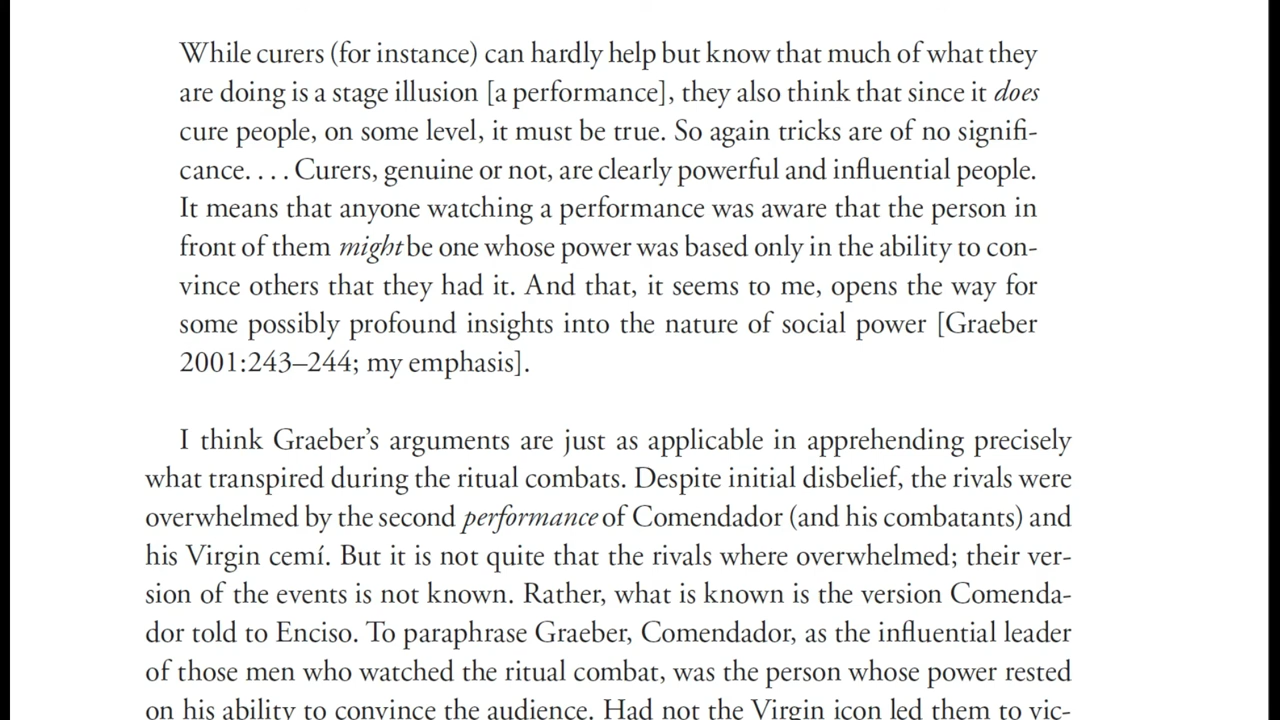 While curers (for instance) can hardly help but know that much of what they
are doing is a stage illusion [a performance], they also think that since it does
cure people, on some level, it must be true. So again tricks are of no signifi-
cance. . . . Curers, genuine or not, are clearly powerful and influential people.
It means that anyone watching a performance was aware that the person in
front of them might be one whose power was based only in the ability to con-
vince others that they had it. And that, it seems to me, opens the way for
some possibly profound insights into the nature of social power [Graeber
2001:243–244; my emphasis].
I think Graeber’s arguments are just as applicable in apprehending precisely
what transpired during the ritual combats. Despite initial disbelief, the rivals were
overwhelmed by the second performance of Comendador (and his combatants) and
his Virgin cemí. But it is not quite that the rivals where overwhelmed; their ver-
sion of the events is not known. Rather, what is known is the version Comenda-
dor told to Enciso. To paraphrase Graeber, Comendador, as the influential leader
of those men who watched the ritual combat, was the person whose power rested
on his ability to convince the audience. Had not the Virgin icon led them to vic-